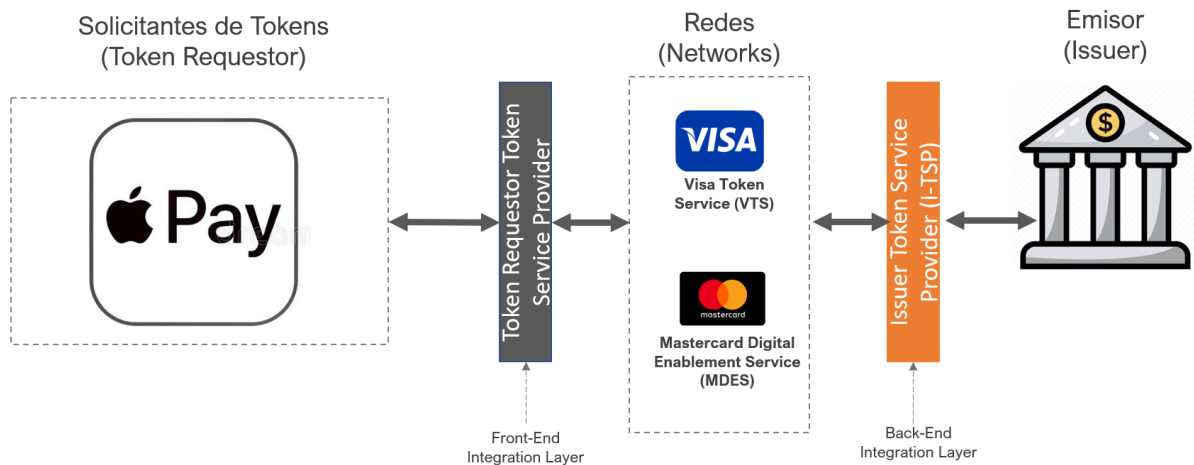 Solicitantes de Tokens
(Token Requestor)
Pay
Token Requestor Token
Service Provider
Redes
(Networks)
VISA
Visa Token
Service (VTS)
mastercard
Mastercard Digital
Enablement Service
(MDES)
Issuer Token Service
Provider (I-TSP)
Emisor
(Issuer)
$
Front-End
Integration Layer
Back-End
Integration Layer